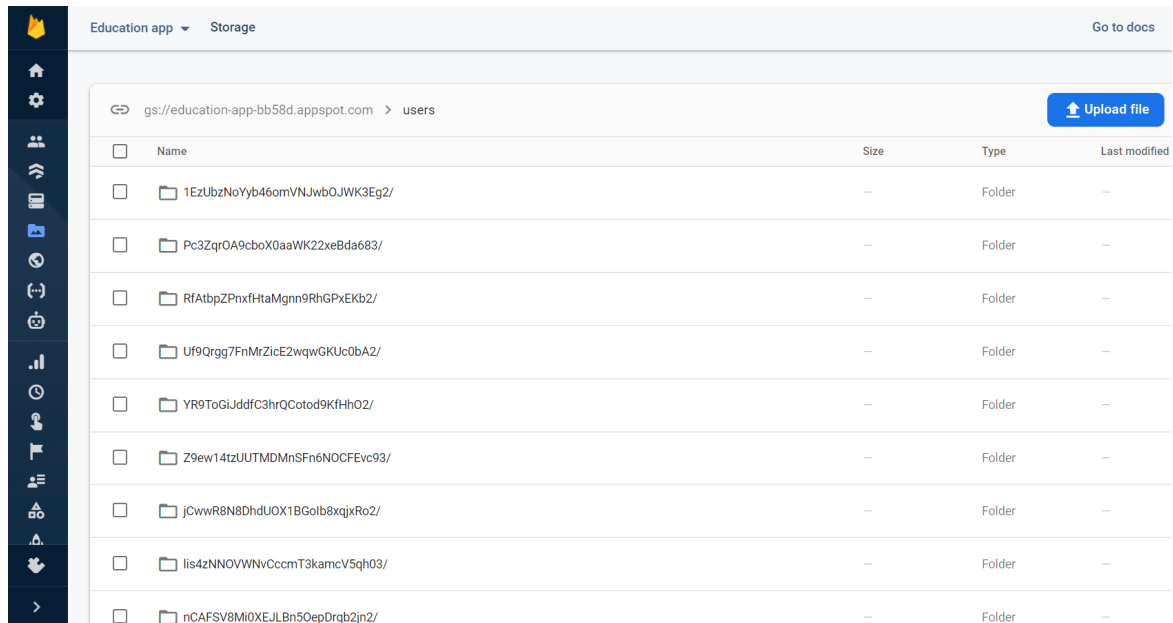 Education app Storage Go to docs
gs://education-app-bb58d.appspot.com > users Upload file
Name Size Type Last modified
1EzUbzNoYyb46omVNJwbOJWK3Eg2/ — Folder —
Pc3ZqrOA9cboX0aaWK22xeBda683/ — Folder —
RfAtbpZPnxfHtaMgnn9RhGPxEKb2/ — Folder —
Uf9Qrgg7FnMrZicE2wqwGKUc0bA2/ — Folder —
YR9ToGiJddfC3hrQCotod9KfHhO2/ — Folder —
Z9ew14tzUUTMDMnSFn6NOCFEvc93/ — Folder —
jCwwR8N8DhdUOX1BGoIb8xqjxRo2/ — Folder —
lis4zNNOVWNvCccmT3kamcV5qh03/ — Folder —
nCAFSV8Mi0XEJLBn5OepDrqb2jn2/ — Folder —